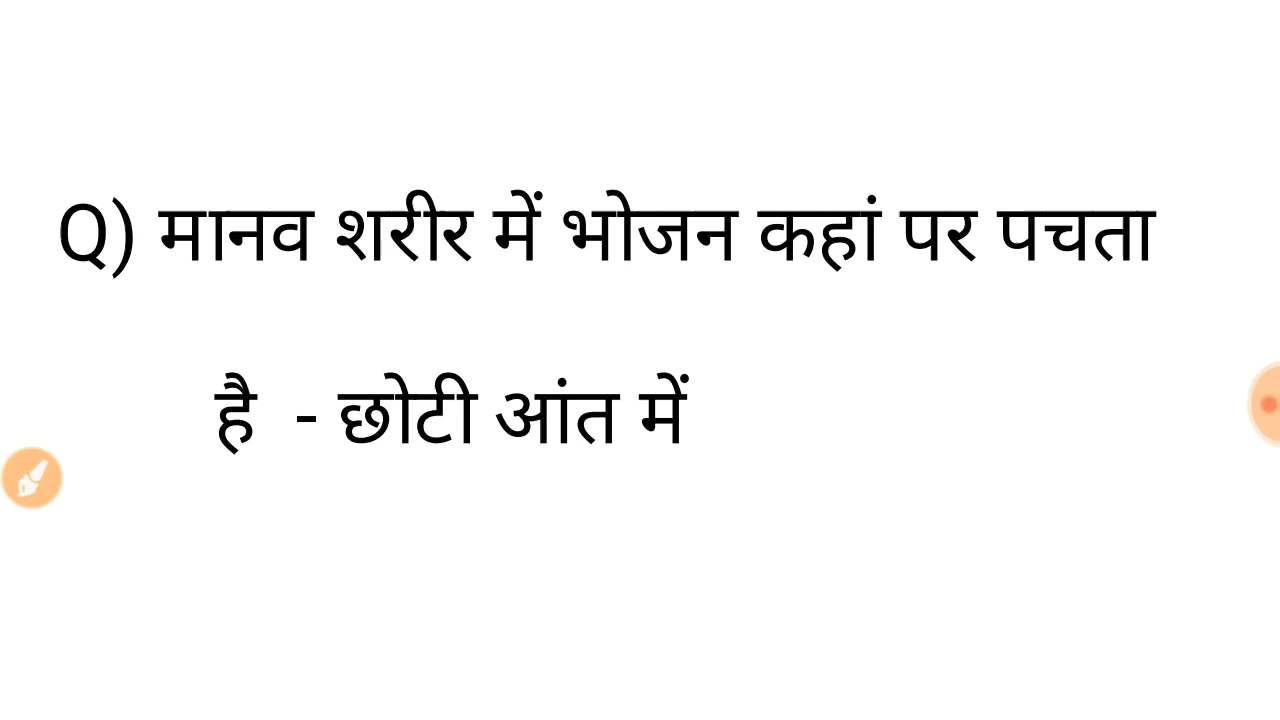 Q) मानव शरीर में भोजन कहां पर पचता
है - छोटी आंत में